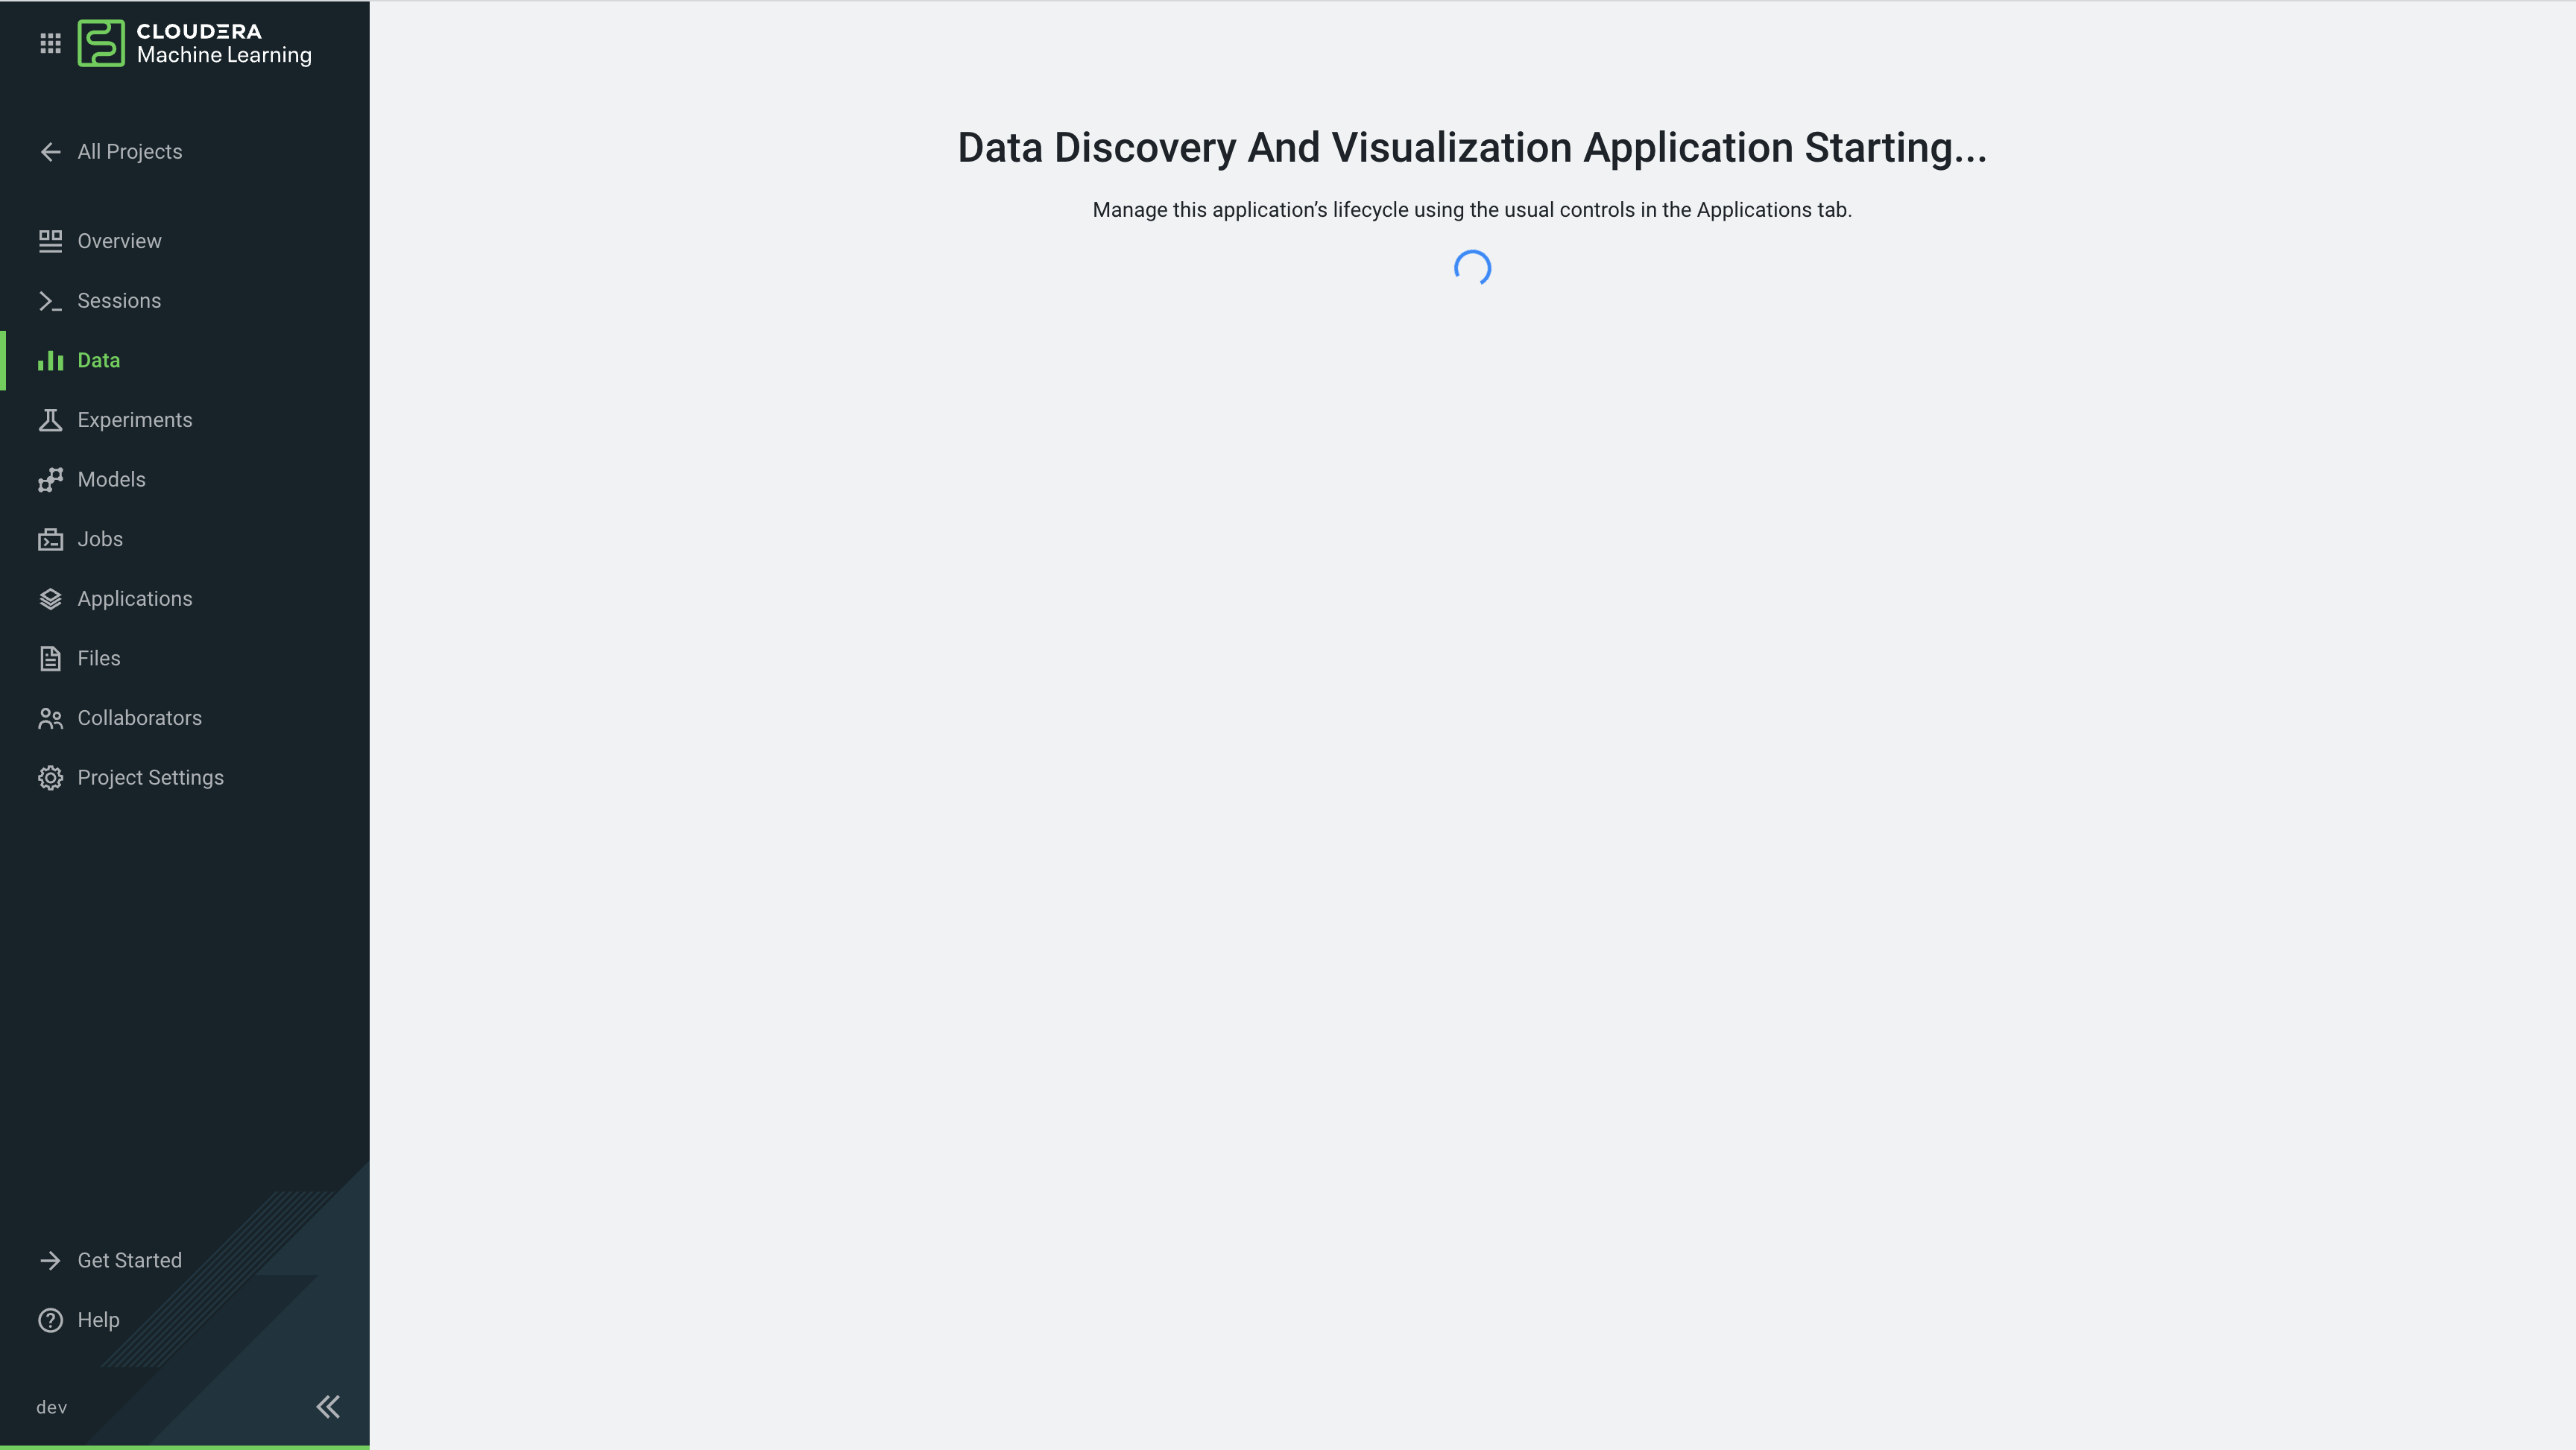 CLOUDERA
Machine Learning
All Projects
Overview
Sessions
Data
Experiments
Models
Jobs
Applications
Files
Collaborators
Project Settings
Get Started
Help
dev
Data Discovery And Visualization Application Starting...
Manage this application’s lifecycle using the usual controls in the Applications tab.